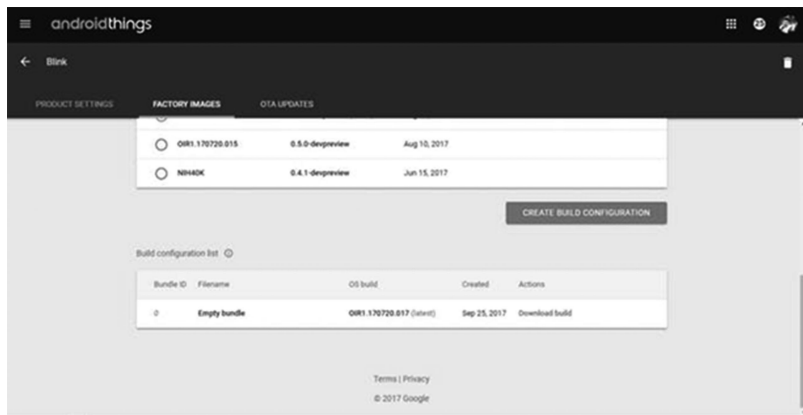 androidthings
23
Blink
PRODUCT SETTINGS FACTORY IMAGES OTA UPDATES
OIR1.170720.015 0.5.0-devpreview Aug 10, 2017
NIH40K 0.4.1-devpreview Jun 15, 2017
CREATE BUILD CONFIGURATION
Build configuration list
Bundle ID Filename OS build Created Actions
0 Empty bundle OIR1.170720.017 (latest) Sep 25, 2017 Download build
Terms | Privacy
© 2017 Google